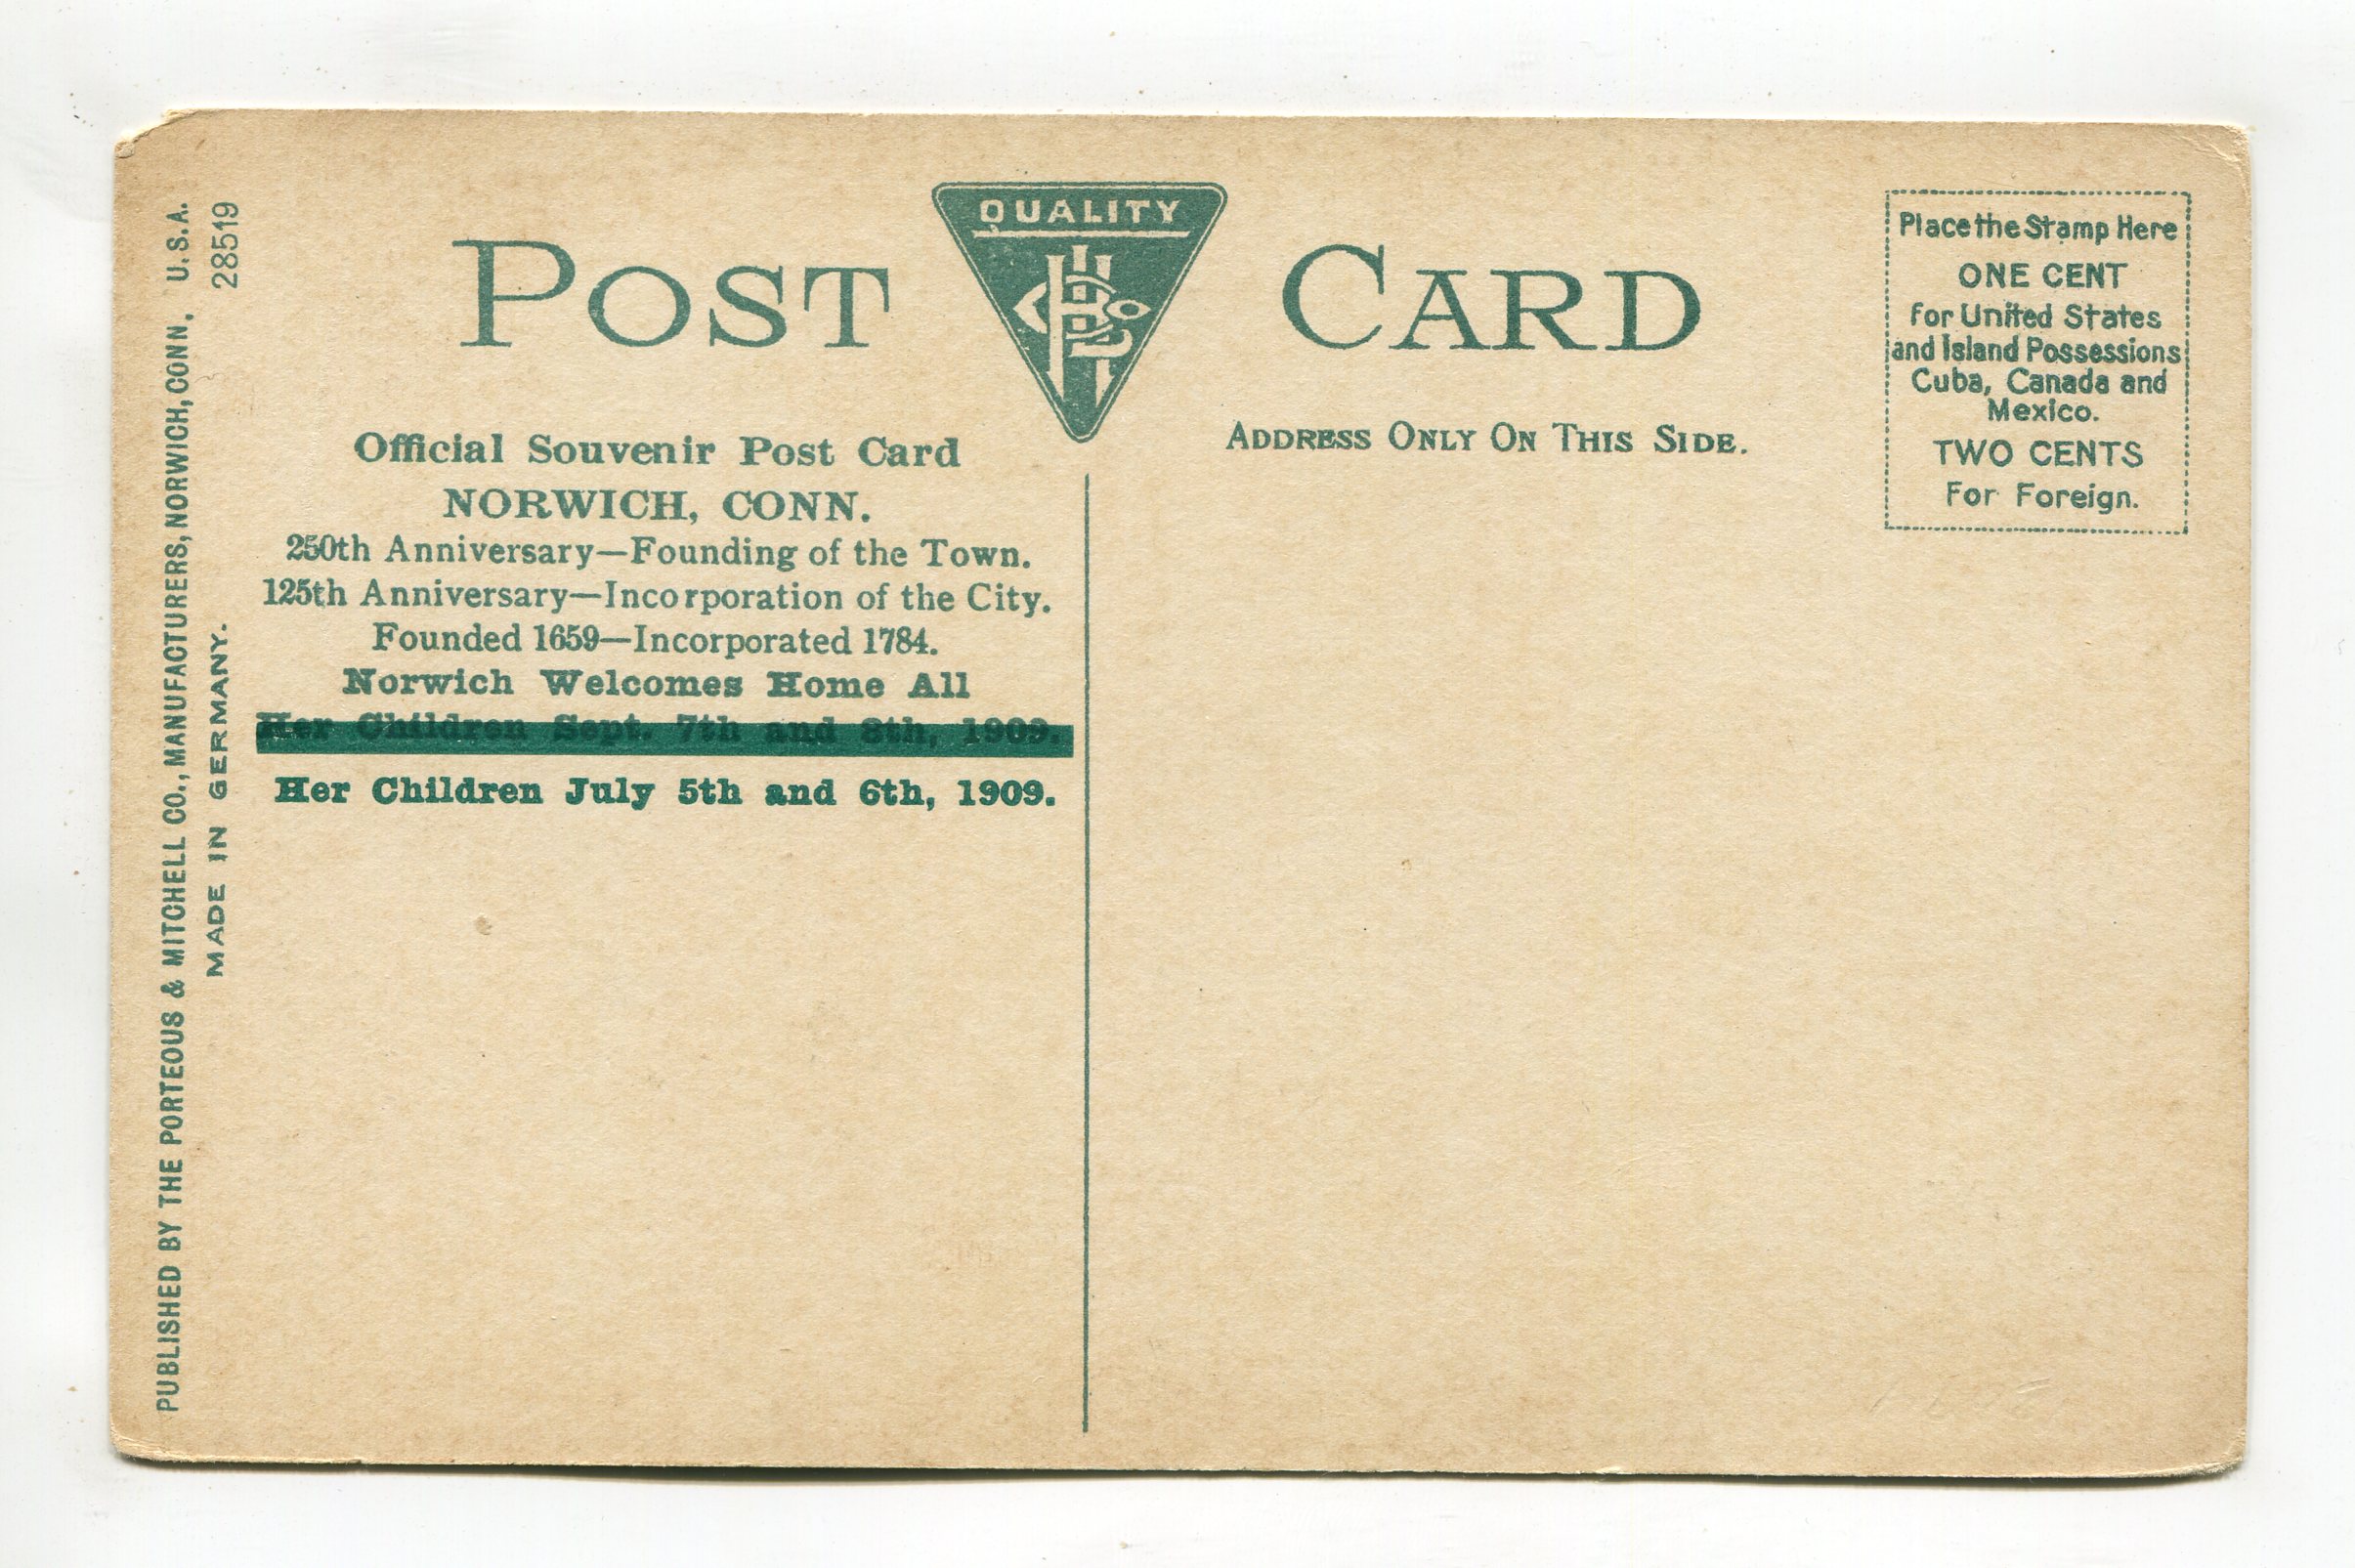 PUBLISHED BY THE PORTEOUS & MITCHELL CO., MANUFACTURERS, NORWICH, CONN. U.S.A.
MADE IN GERMANY. 28519
POST CARD
QUALITY
Official Souvenir Post Card
NORWICH, CONN.
250th Anniversary—Founding of the Town.
125th Anniversary—Incorporation of the City.
Founded 1659—Incorporated 1784.
Norwich Welcomes Home All
Her Children Sept. 7th and 8th, 1909.
Her Children July 5th and 6th, 1909.
ADDRESS ONLY ON THIS SIDE.
Place the Stamp Here
ONE CENT
for United States
and Island Possessions
Cuba, Canada and
Mexico.
TWO CENTS
For Foreign.